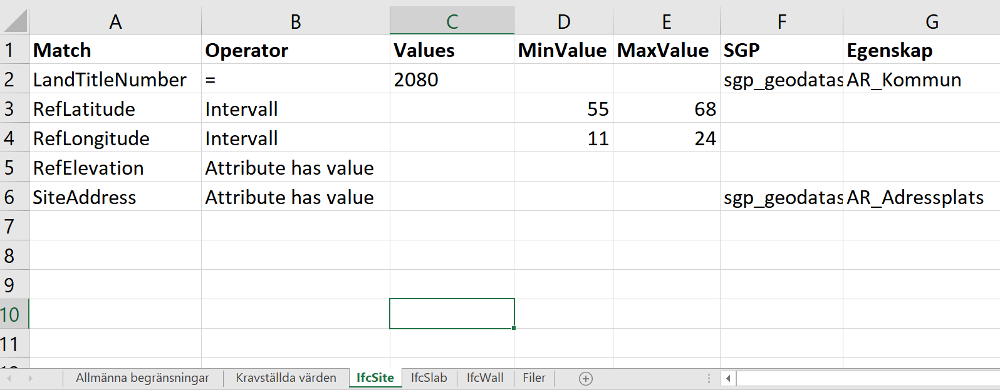 A B C D E F G
1 Match Operator Values MinValue MaxValue SGP Egenskap
2 LandTitleNumber = 2080 sgp_geodatas AR_Kommun
3 RefLatitude Intervall 55 68
4 RefLongitude Intervall 11 24
5 RefElevation Attribute has value
6 SiteAddress Attribute has value sgp_geodatas AR_Adressplats
7
8
9
10
11
Allmänna begränsningar Kravställda värden IfcSite IfcSlab IfcWall Filer